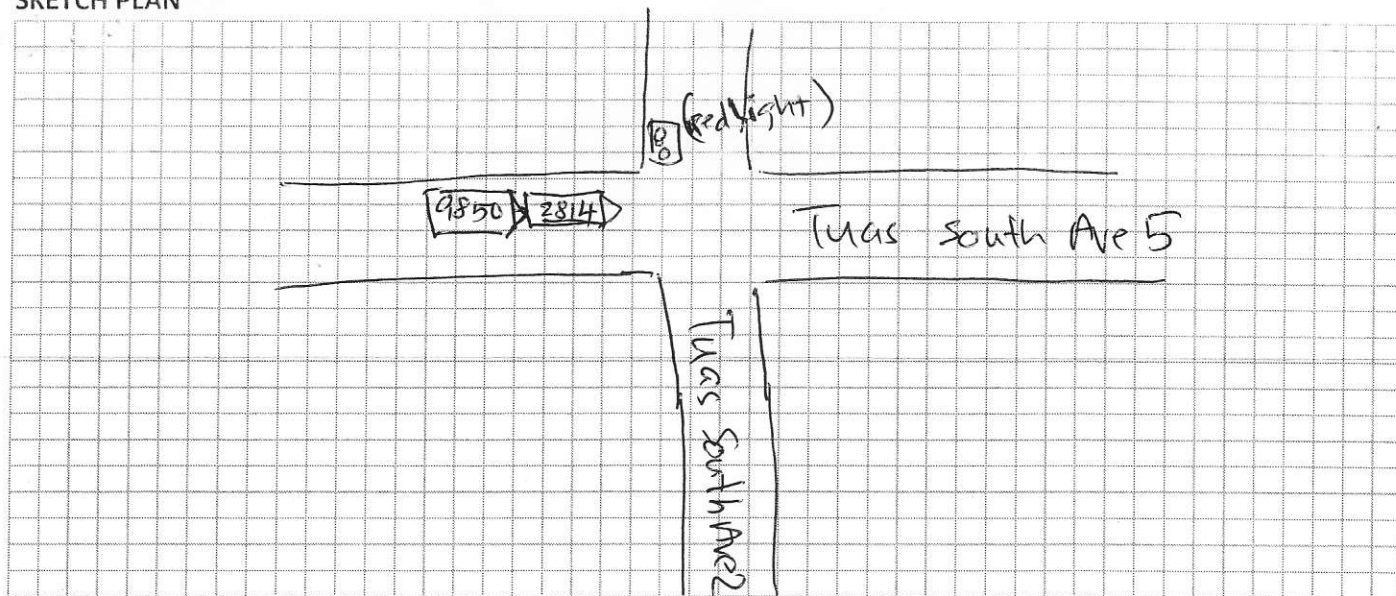 SKETCH PLAN
(red light)
9850
2814
Tuas South Ave 5
Tuas South Ave2